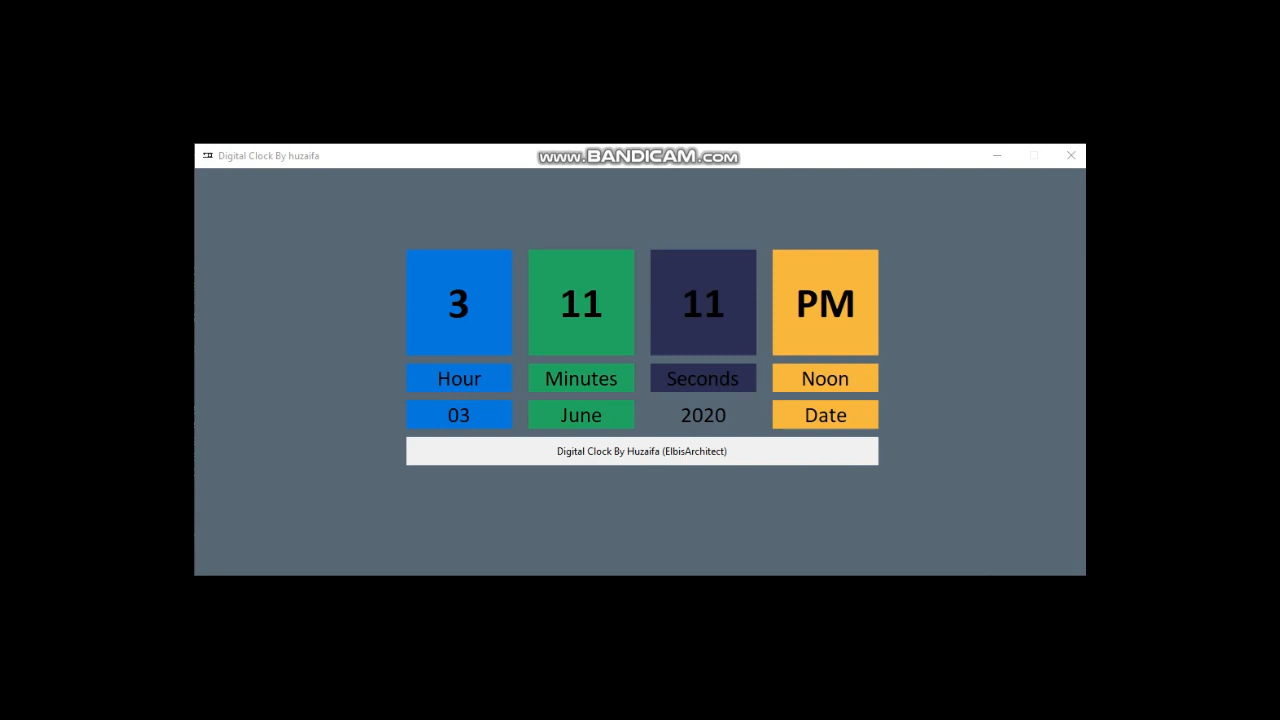 Digital Clock By huzaifa
www.BANDICAM.com
3 11 11 PM
Hour Minutes Seconds Noon
03 June 2020 Date
Digital Clock By Huzaifa (ElbisArchitect)